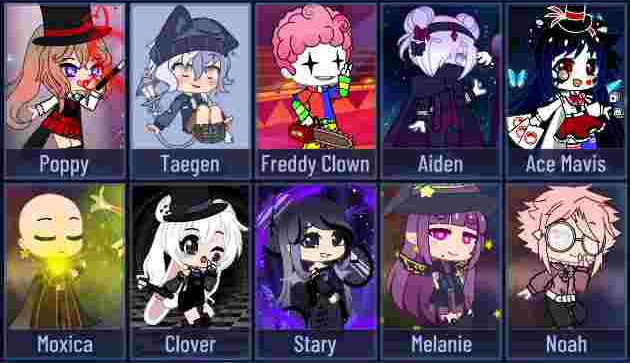 Poppy
Taegen
Freddy Clown
Aiden
Ace Mavis
Moxica
Clover
Stary
Melanie
Noah